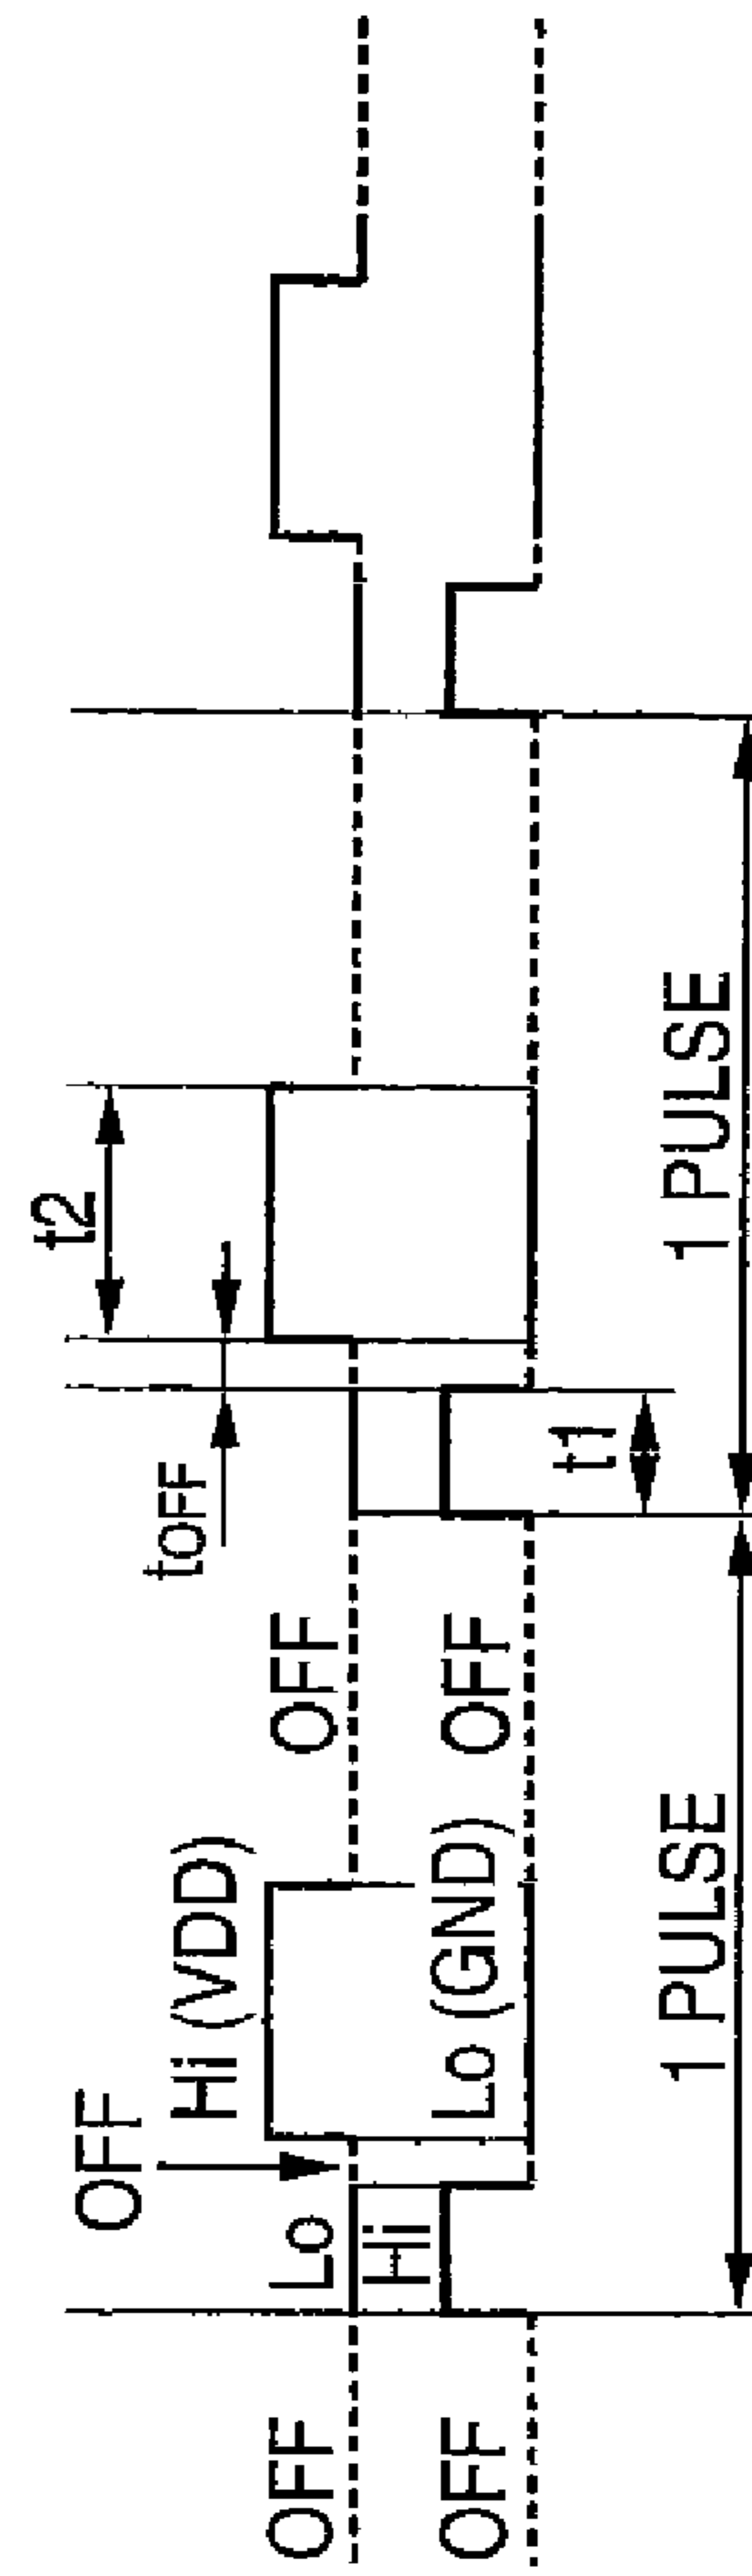 t2
tOFF
OFF
Hi (VDD)
OFF
Lo
OFF
Hi
Lo (GND)
OFF
OFF
t1
1 PULSE
1 PULSE